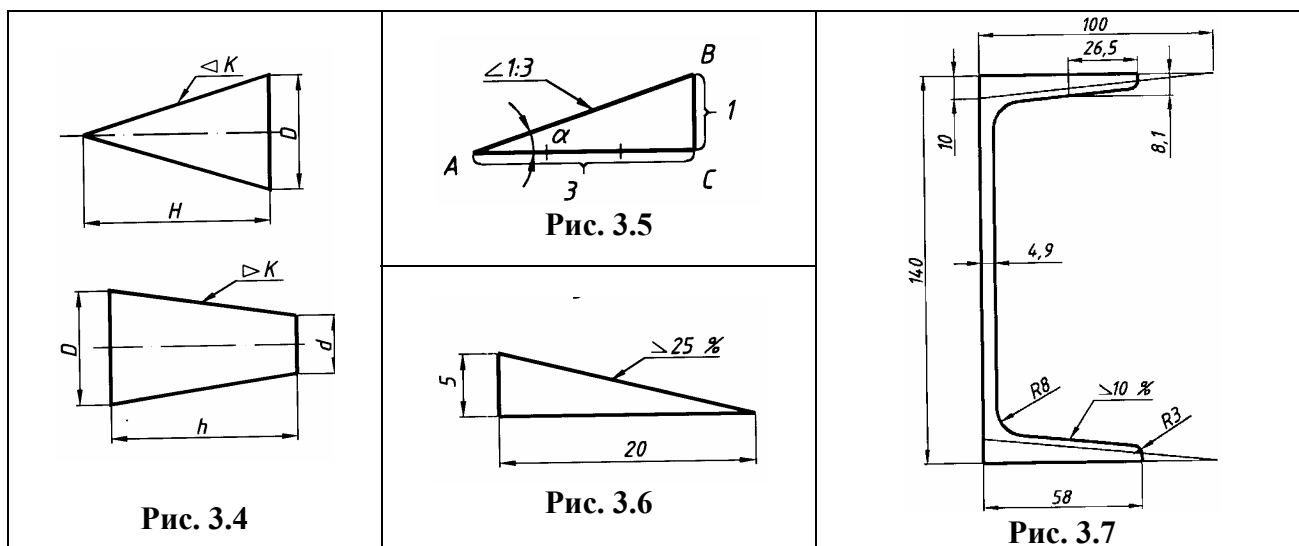 ◁ K
D
H
▷ K
D
d
h
Рис. 3.4
∠1:3
B
α
1
A
3
C
Рис. 3.5
5
25 %
20
Рис. 3.6
100
26,5
10
8,1
140
4,9
R8
10 %
R3
58
Рис. 3.7